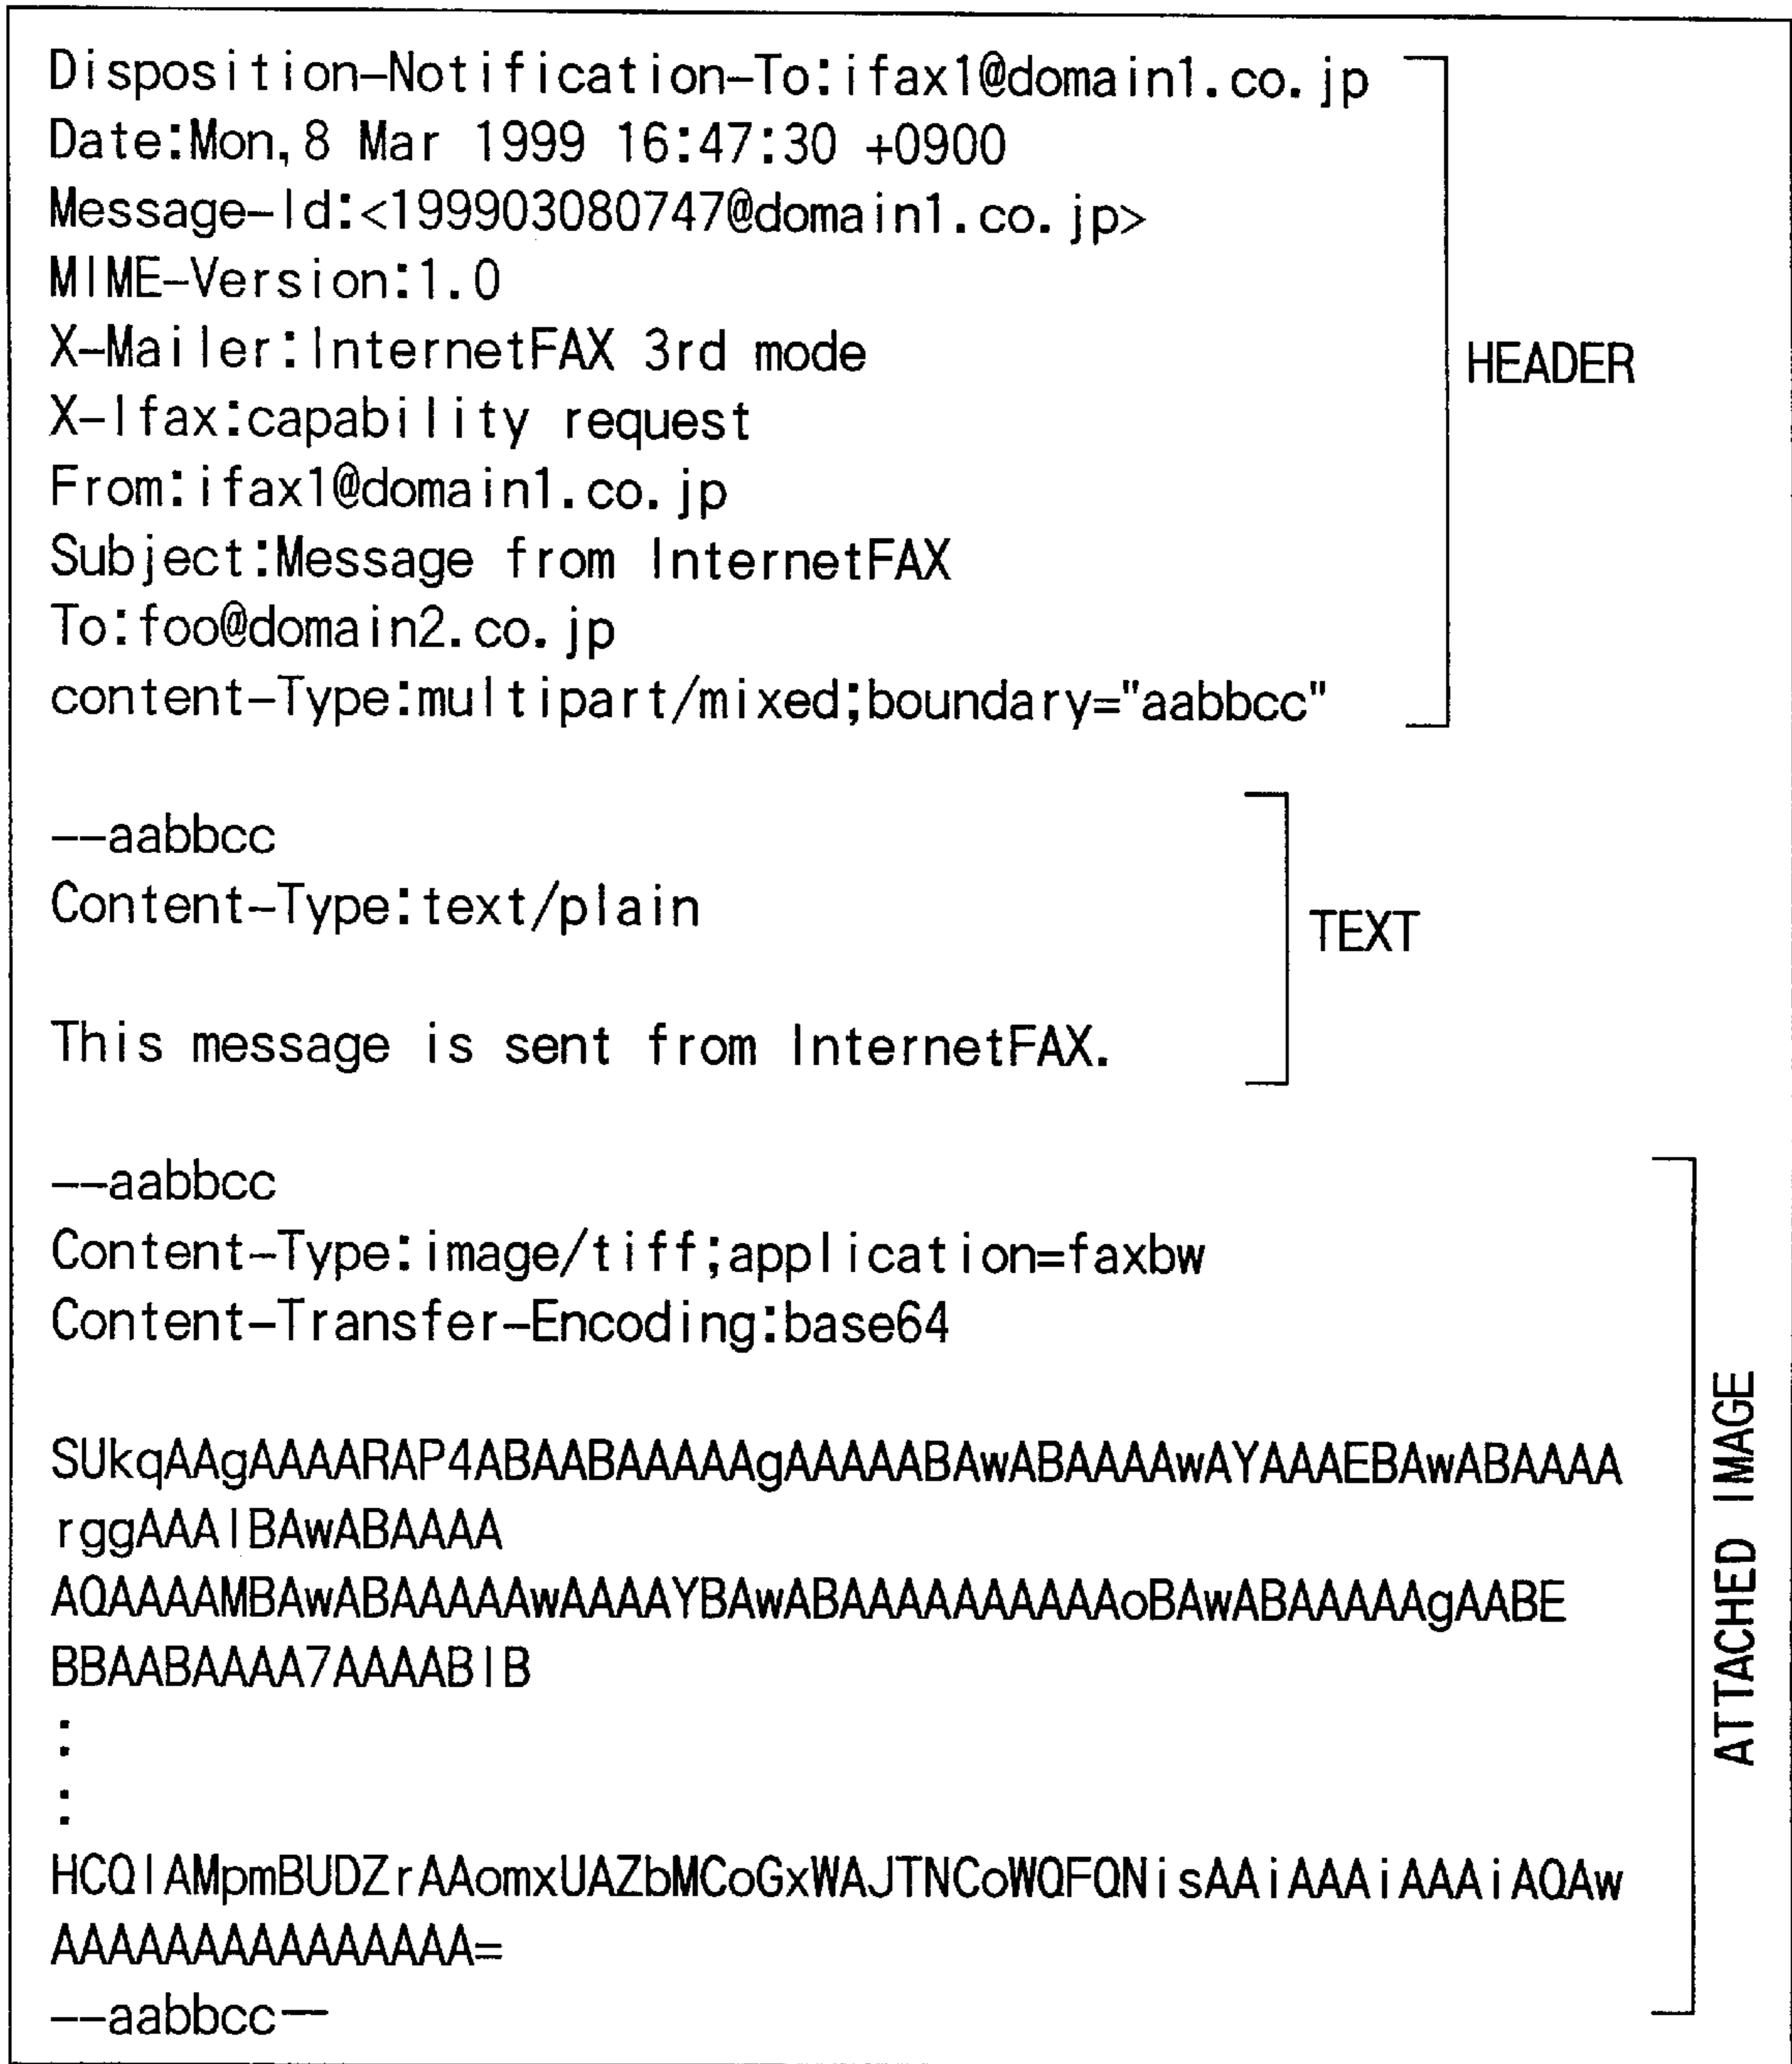 Disposition-Notification-To:ifax1@domain1.co.jp
Date:Mon,8 Mar 1999 16:47:30 +0900
Message-Id:<199903080747@domain1.co.jp>
MIME-Version:1.0
X-Mailer:InternetFAX 3rd mode
X-Ifax:capability request
From:ifax1@domain1.co.jp
Subject:Message from InternetFAX
To:foo@domain2.co.jp
content-Type:multipart/mixed;boundary="aabbcc"
HEADER
--aabbcc
Content-Type:text/plain
This message is sent from InternetFAX.
TEXT
--aabbcc
Content-Type:image/tiff;application=faxbw
Content-Transfer-Encoding:base64
SUkqAAgAAAARAP4ABAABAAAAAgAAAAABAwABAAAAwAYAAAEBAwABAAAA
rggAAAIBAwABAAAA
AQAAAAMBAwABAAAAAwAAAAYBAwABAAAAAAAAAAoBAwABAAAAAgAABE
BBAABAAAA7AAAABIB
:
:
HCQIAMpmBUDZrAAomxUAZbMCoGxWAJTNCoWQFQNisAAiAAAiAAAiAQAw
AAAAAAAAAAAAAAA=
--aabbcc--
ATTACHED IMAGE